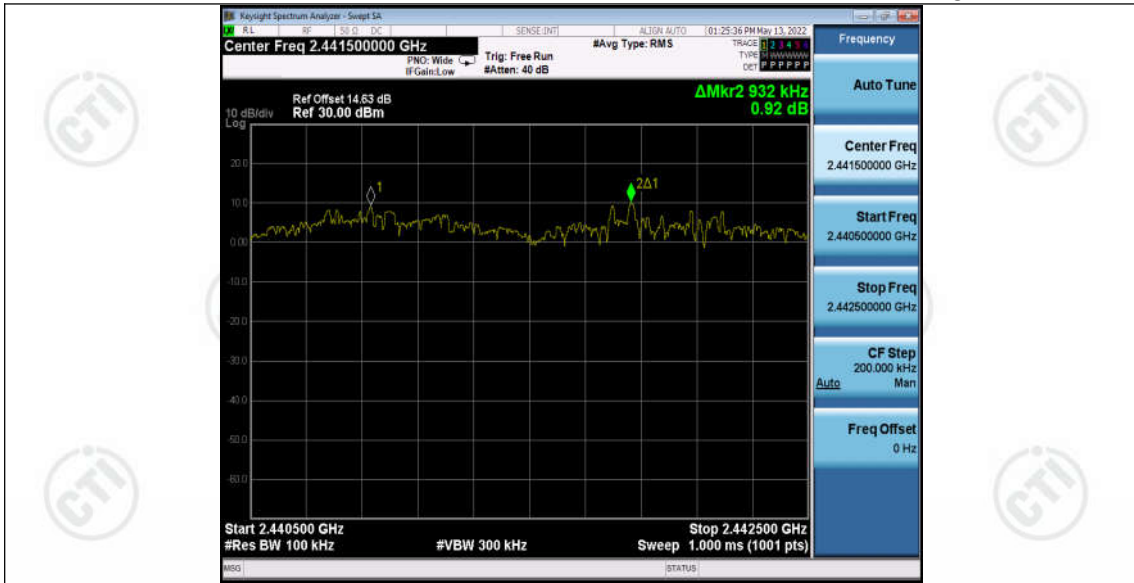 Keysight Spectrum Analyzer - Swept SA
RL RF 50 Ω DC SENSE:INT ALIGN AUTO 01:25:36 PM May 13, 2022
Center Freq 2.441500000 GHz #Avg Type: RMS TRACE 1 2 3 4 5 6
PNO: Wide Trig: Free Run TYPE M WWWWW
IFGain:Low #Atten: 40 dB DET P P P P P P
Frequency
Auto Tune
ΔMkr2 932 kHz
0.92 dB
Ref Offset 14.63 dB
10 dB/div Ref 30.00 dBm
Log
20.0
10.0
0.00
-10.0
-20.0
-30.0
-40.0
-50.0
-60.0
1
2Δ1
Center Freq
2.441500000 GHz
Start Freq
2.440500000 GHz
Stop Freq
2.442500000 GHz
CF Step
200.000 kHz
Auto Man
Freq Offset
0 Hz
Start 2.440500 GHz Stop 2.442500 GHz
#Res BW 100 kHz #VBW 300 kHz Sweep 1.000 ms (1001 pts)
MSG STATUS
CTI
CTI
CTI
CTI